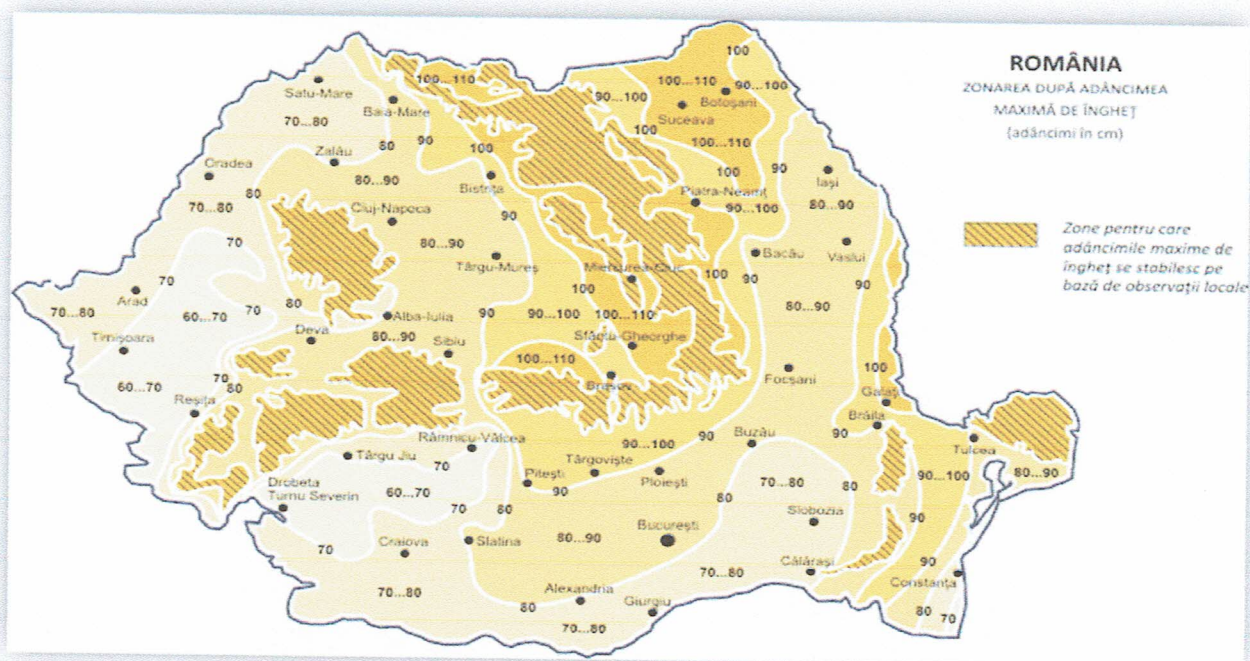 ROMÂNIA
ZONAREA DUPĂ ADÂNCIMEA
MAXIMĂ DE ÎNGHEȚ
(adâncimi în cm)
Zone pentru care
adâncimile maxime de
îngheț se stabilesc pe
bază de observații locale
100
100...110
100...110
90...100
90...100
Satu-Mare
Baia-Mare
Botoșani
Suceava
70...80
80
90
100
100
100...110
Zalău
Oradea
80
80...90
Bistrița
100
90
Iași
70...80
Cluj-Napoca
90
Piatra-Neamț
90...100
80...90
70
80...90
Târgu-Mureș
Bacău
Vaslui
Miercurea-Ciuc
100
90
90
70
Arad
100
70...80
60...70
70
80
Alba-Iulia
90
90...100
100...110
80...90
Timișoara
Deva
80...90
Sibiu
Sfântu-Gheorghe
100...110
60...70
70
80
Brașov
Focșani
100
Reșița
Galați
Brăila
Râmnicu-Vâlcea
90...100
90
Buzău
90
Tulcea
Târgu Jiu
70
Târgoviște
Pitești
Ploiești
90...100
80...90
Drobeta
Turnu Severin
60...70
90
80
70...80
80
70
80
Slobozia
București
90
70
Craiova
Slatina
80...90
Călărași
90
70...80
70...80
Constanța
Alexandria
80
Giurgiu
80
70
70...80